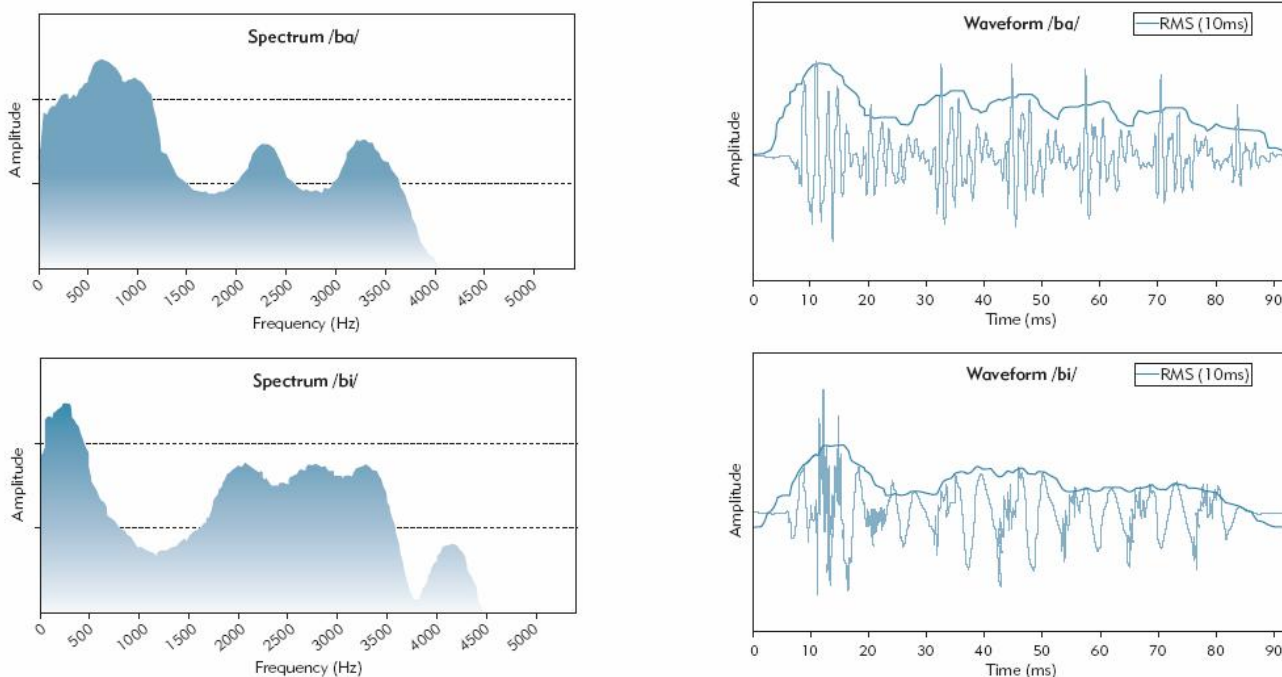 Spectrum /ba/
Amplitude
0 500 1000 1500 2000 2500 3000 3500 4000 4500 5000
Frequency (Hz)
Waveform /ba/
RMS (10ms)
Amplitude
0 10 20 30 40 50 60 70 80 90
Time (ms)
Spectrum /bi/
Amplitude
0 500 1000 1500 2000 2500 3000 3500 4000 4500 5000
Frequency (Hz)
Waveform /bi/
RMS (10ms)
Amplitude
0 10 20 30 40 50 60 70 80 90
Time (ms)